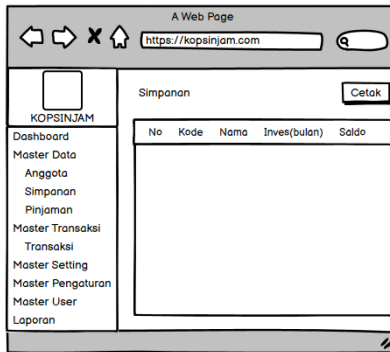 A Web Page
https://kopsinjam.com
KOPSINJAM
Dashboard
Master Data
Anggota
Simpanan
Pinjaman
Master Transaksi
Transaksi
Master Setting
Master Pengaturan
Master User
Laporan
Simpanan
Cetak
No Kode Nama Inves(bulan) Saldo